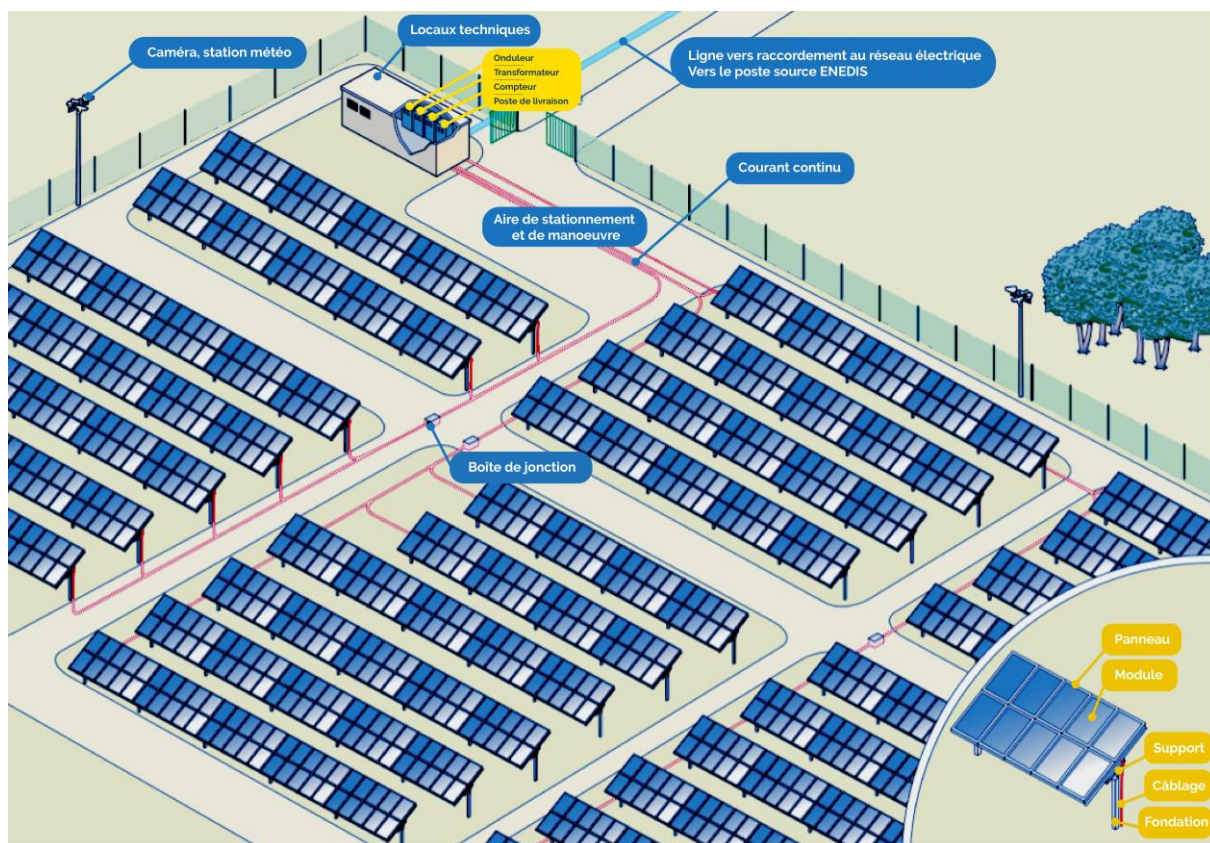 Locaux techniques
Caméra, station météo
Onduleur
Transformateur
Compteur
Poste de livraison
Ligne vers raccordement au réseau électrique
Vers le poste source ENEDIS
Courant continu
Aire de stationnement
et de manoeuvre
Boîte de jonction
Panneau
Module
Support
Câblage
Fondation